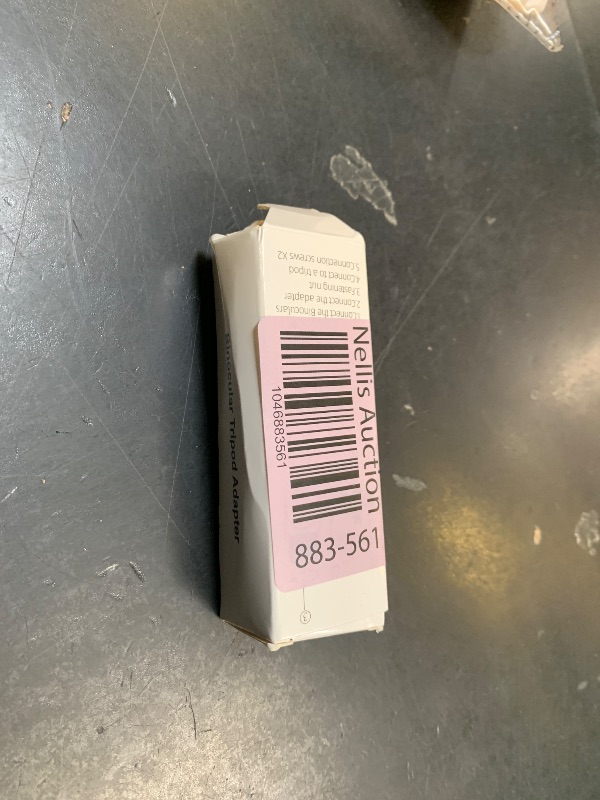 1.Connect the Binoculars
2.Connect the adapter
3.Fastening nut
4.Connect to a tripod
5.Connection screws X2
Nellis Auction
1046883561
883-561
Binocular Tripod Adapter